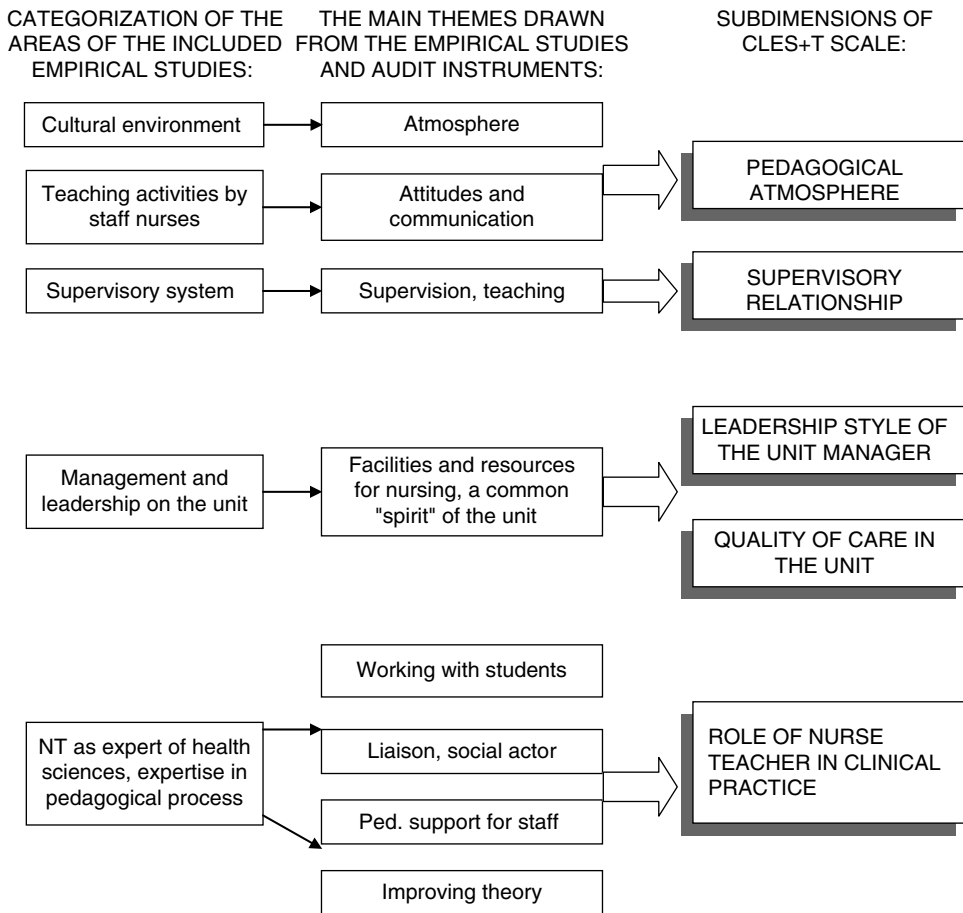 CATEGORIZATION OF THE
AREAS OF THE INCLUDED
EMPIRICAL STUDIES:
THE MAIN THEMES DRAWN
FROM THE EMPIRICAL STUDIES
AND AUDIT INSTRUMENTS:
SUBDIMENSIONS OF
CLES+T SCALE:
Cultural environment
Atmosphere
Teaching activities by
staff nurses
Attitudes and
communication
PEDAGOGICAL
ATMOSPHERE
Supervisory system
Supervision, teaching
SUPERVISORY
RELATIONSHIP
Management and
leadership on the unit
Facilities and resources
for nursing, a common
"spirit" of the unit
LEADERSHIP STYLE OF
THE UNIT MANAGER
QUALITY OF CARE IN
THE UNIT
NT as expert of health
sciences, expertise in
pedagogical process
Working with students
Liaison, social actor
Ped. support for staff
Improving theory
ROLE OF NURSE
TEACHER IN CLINICAL
PRACTICE